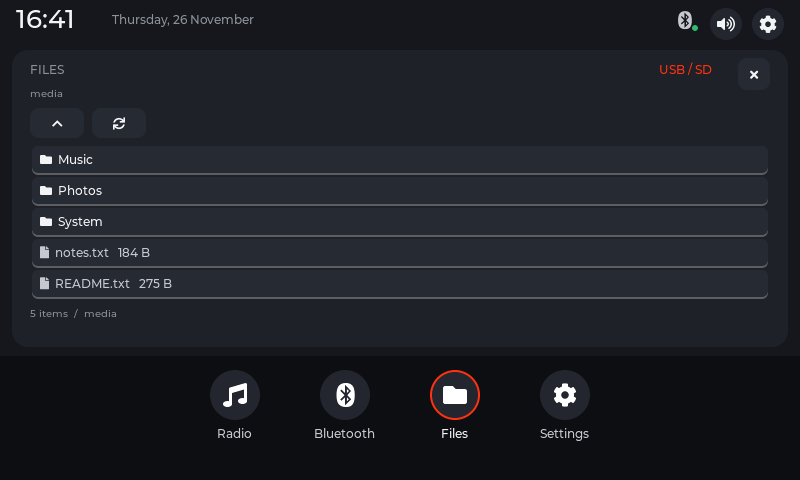 16:41 Thursday, 26 November
FILES USB / SD
media
Music
Photos
System
notes.txt 184 B
README.txt 275 B
5 items / media
Radio Bluetooth Files Settings